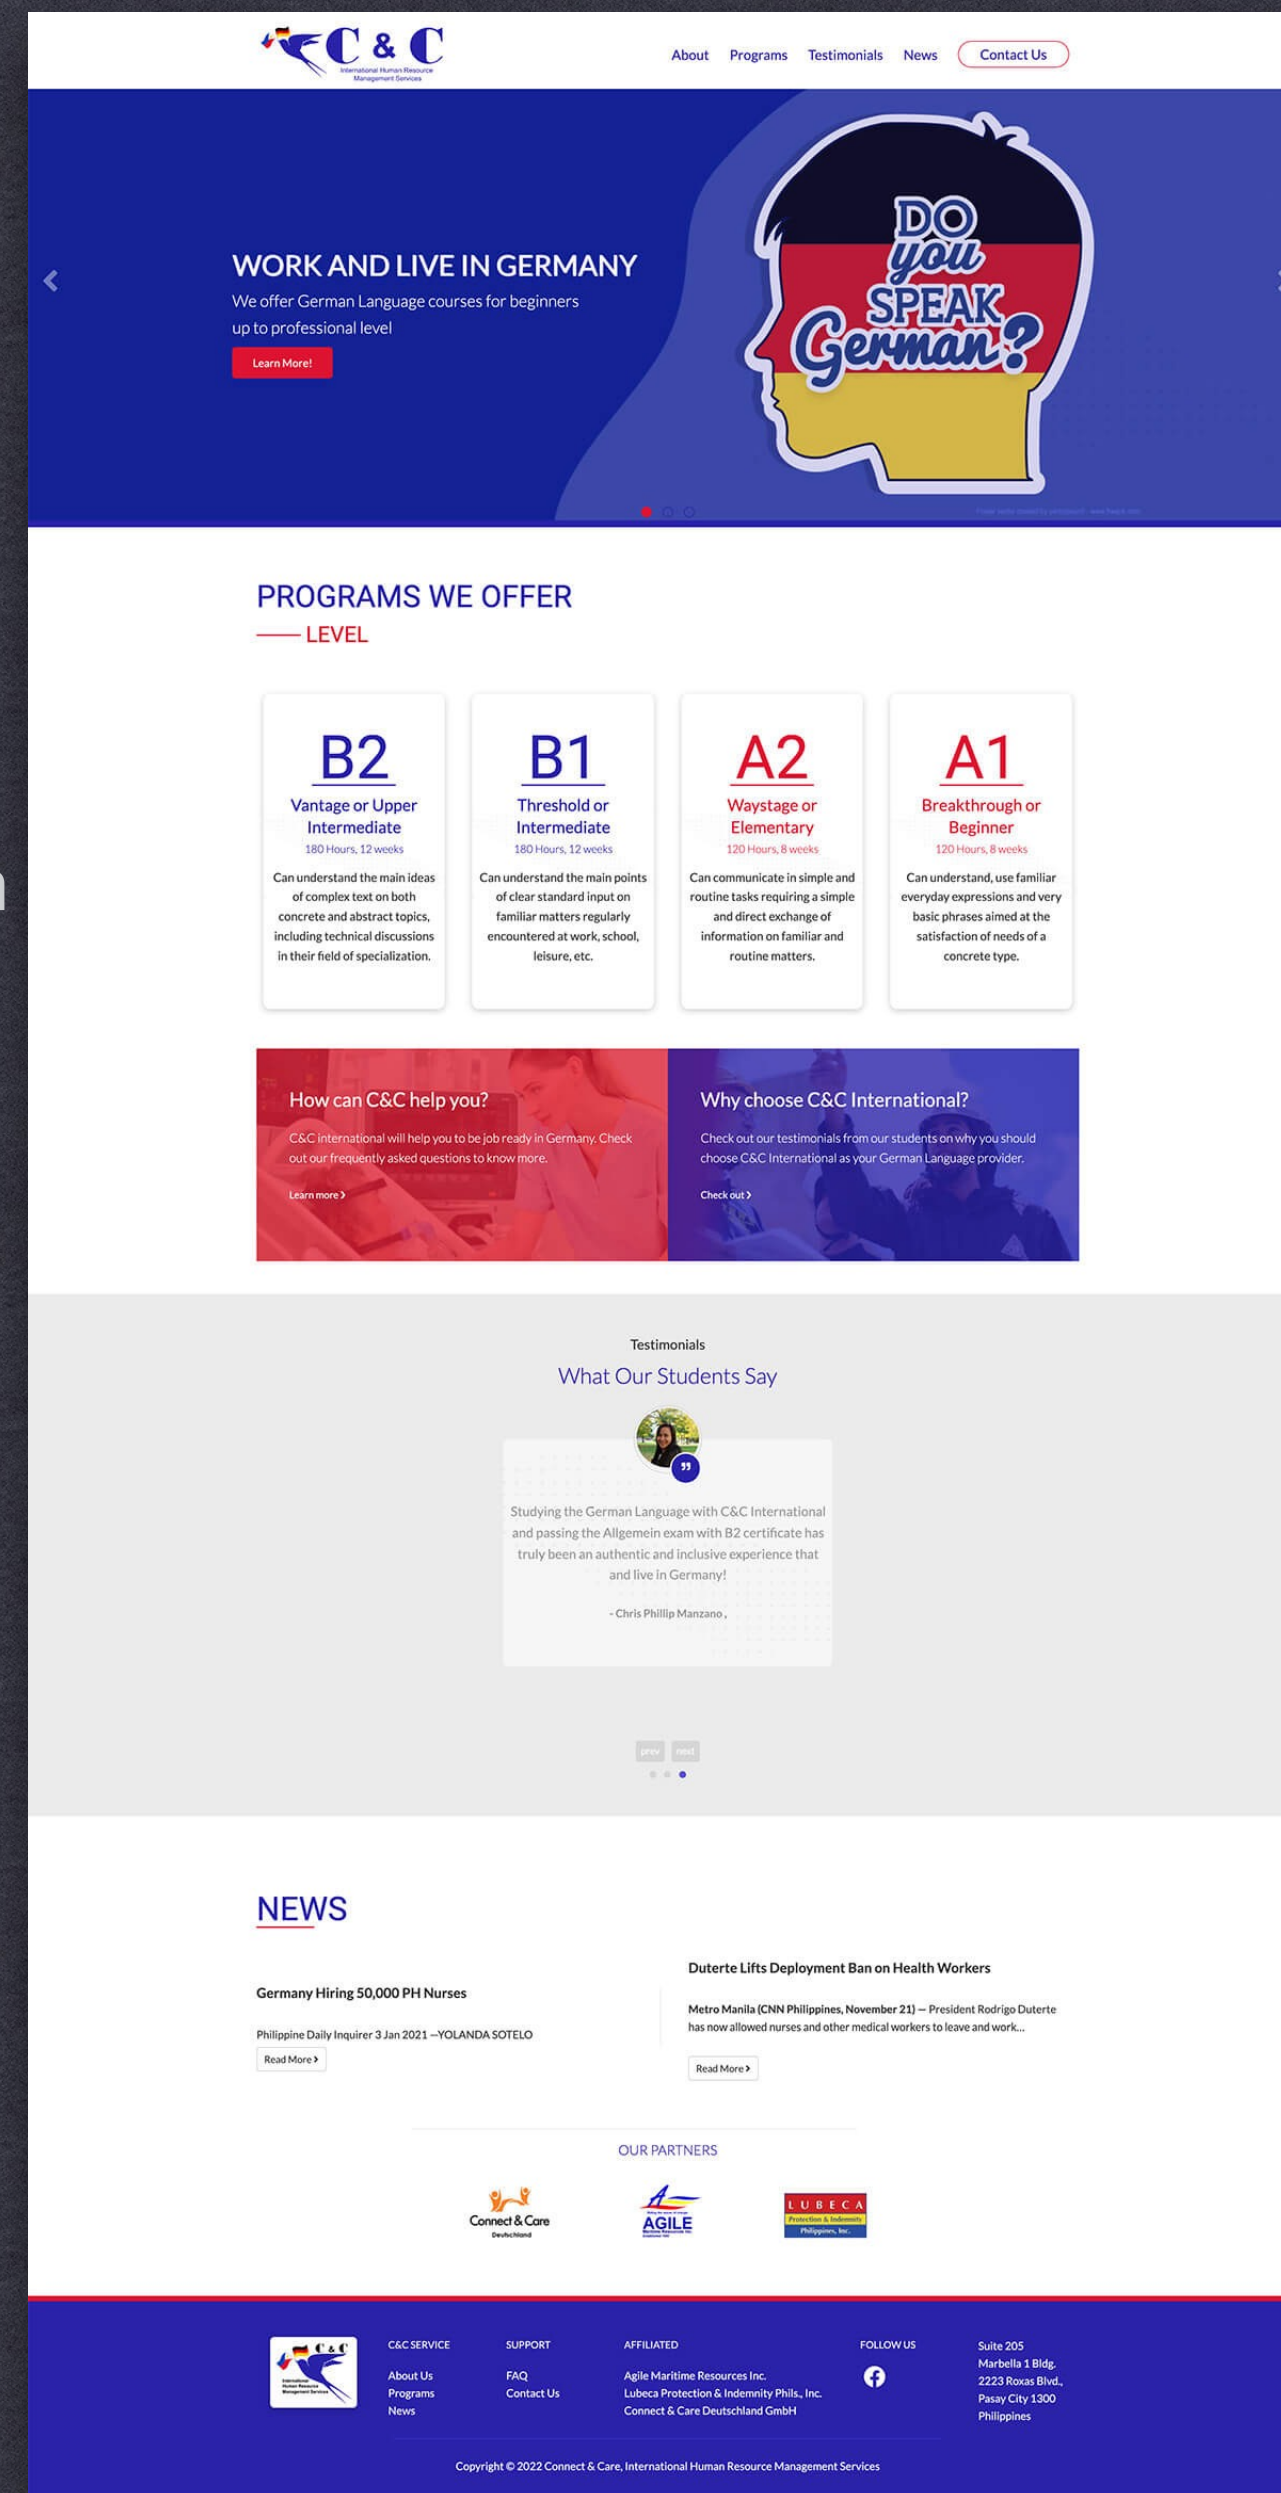 C & C
International Human Resource
Management Services
About Programs Testimonials News Contact Us
DO
you
SPEAK
German?
WORK AND LIVE IN GERMANY
We offer German Language courses for beginners
up to professional level
Learn More!
PROGRAMS WE OFFER
LEVEL
B2
Vantage or Upper
Intermediate
180 Hours, 12 weeks
Can understand the main ideas
of complex text on both
concrete and abstract topics,
including technical discussions
in their field of specialization.
B1
Threshold or
Intermediate
180 Hours, 12 weeks
Can understand the main points
of clear standard input on
familiar matters regularly
encountered at work, school,
leisure, etc.
A2
Waystage or
Elementary
120 Hours, 8 weeks
Can communicate in simple and
routine tasks requiring a simple
and direct exchange of
information on familiar and
routine matters.
A1
Breakthrough or
Beginner
120 Hours, 8 weeks
Can understand, use familiar
everyday expressions and very
basic phrases aimed at the
satisfaction of needs of a
concrete type.
How can C&C help you?
C&C international will help you to be job ready in Germany. Check
out our frequently asked questions to know more.
Learn more
Why choose C&C International?
Check out our testimonials from our students on why you should
choose C&C International as your German Language provider.
Check out
Testimonials
What Our Students Say
Studying the German Language with C&C International
and passing the Allgemein exam with B2 certificate has
truly been an authentic and inclusive experience that
and live in Germany!
- Chris Phillip Manzano ,
prev next
NEWS
Germany Hiring 50,000 PH Nurses
Philippine Daily Inquirer 3 Jan 2021 —YOLANDA SOTELO
Read More
Duterte Lifts Deployment Ban on Health Workers
Metro Manila (CNN Philippines, November 21) — President Rodrigo Duterte
has now allowed nurses and other medical workers to leave and work...
Read More
OUR PARTNERS
Connect & Care
Deutschland
AGILE
LUBECA
Protection & Indemnity
Philippines, Inc.
C & C
International
Human Resource
Management Services
C&C SERVICE
About Us
Programs
News
SUPPORT
FAQ
Contact Us
AFFILIATED
Agile Maritime Resources Inc.
Lubeca Protection & Indemnity Phils., Inc.
Connect & Care Deutschland GmbH
FOLLOW US
Suite 205
Marbella 1 Bldg.
2223 Roxas Blvd.,
Pasay City 1300
Philippines
Copyright © 2022 Connect & Care, International Human Resource Management Services